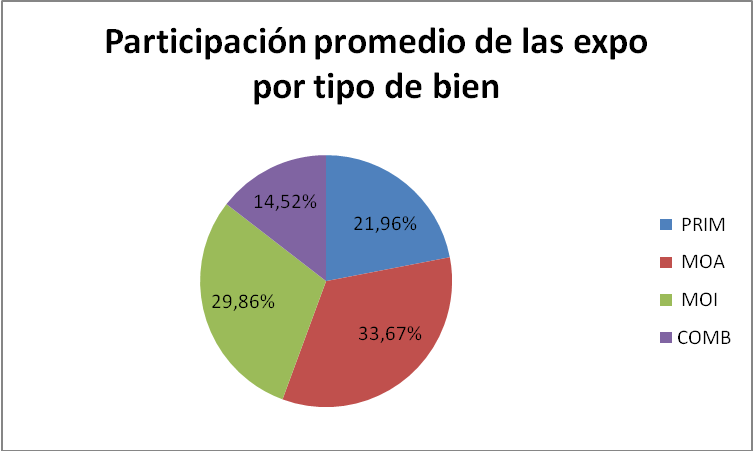 Participación promedio de las expo
por tipo de bien
14,52%
21,96%
29,86%
33,67%
PRIM
MOA
MOI
COMB